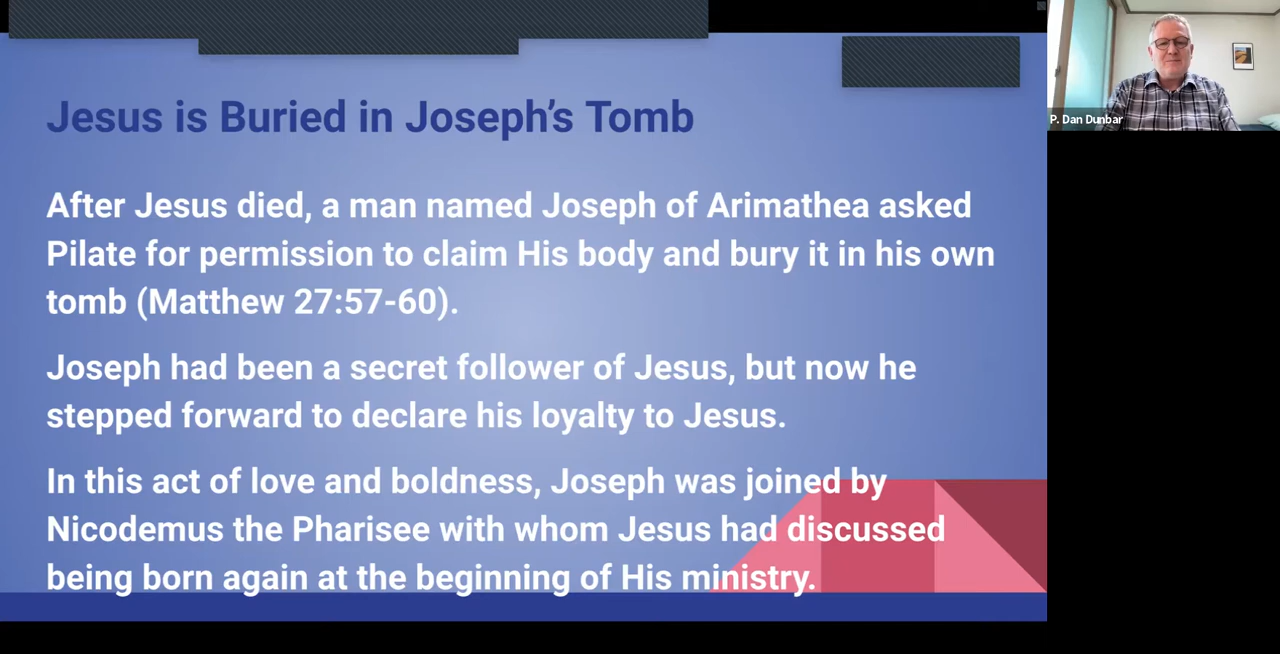 Jesus is Buried in Joseph’s Tomb
After Jesus died, a man named Joseph of Arimathea asked
Pilate for permission to claim His body and bury it in his own
tomb (Matthew 27:57-60).
Joseph had been a secret follower of Jesus, but now he
stepped forward to declare his loyalty to Jesus.
In this act of love and boldness, Joseph was joined by
Nicodemus the Pharisee with whom Jesus had discussed
being born again at the beginning of His ministry.
P. Dan Dunbar